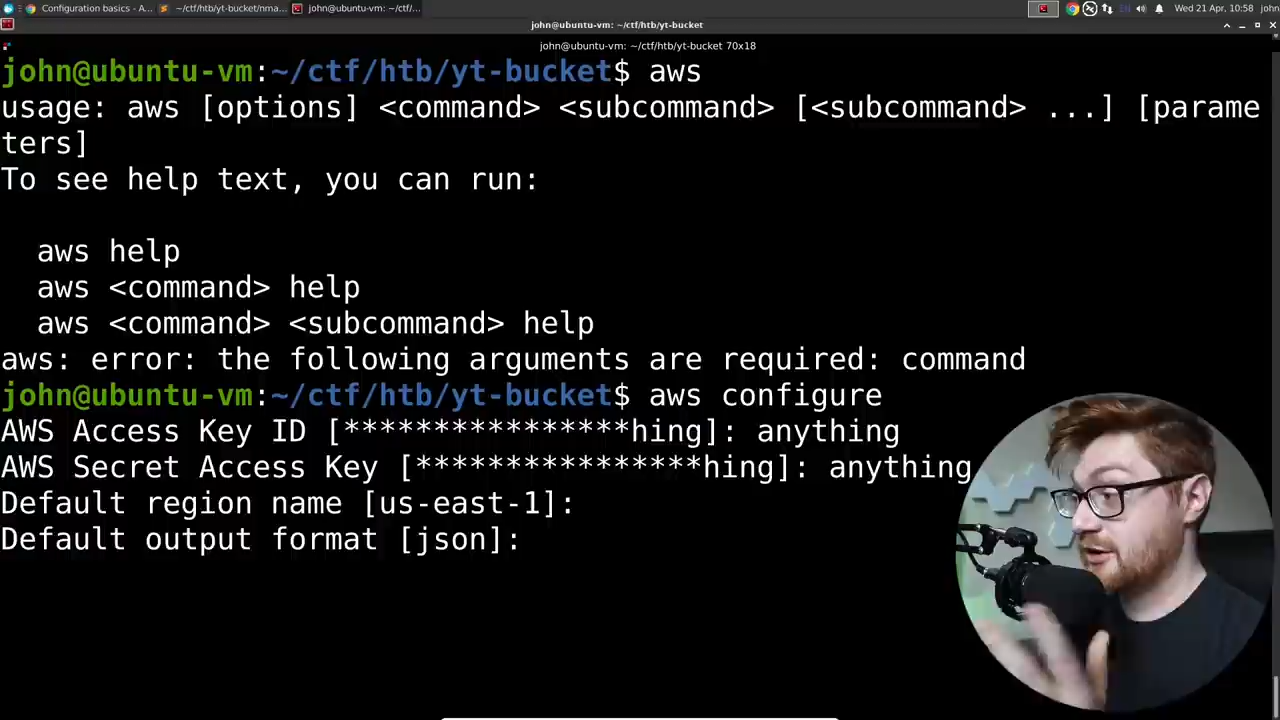 Configuration basics - A...
~/ctf/htb/yt-bucket/nma...
john@ubuntu-vm: ~/ctf/...
Wed 21 Apr, 10:58
john
john@ubuntu-vm: ~/ctf/htb/yt-bucket
john@ubuntu-vm: ~/ctf/htb/yt-bucket 70x18
john@ubuntu-vm:~/ctf/htb/yt-bucket$ aws
usage: aws [options] <command> <subcommand> [<subcommand> ...] [parame
ters]
To see help text, you can run:
aws help
aws <command> help
aws <command> <subcommand> help
aws: error: the following arguments are required: command
john@ubuntu-vm:~/ctf/htb/yt-bucket$ aws configure
AWS Access Key ID [****************hing]: anything
AWS Secret Access Key [****************hing]: anything
Default region name [us-east-1]:
Default output format [json]: